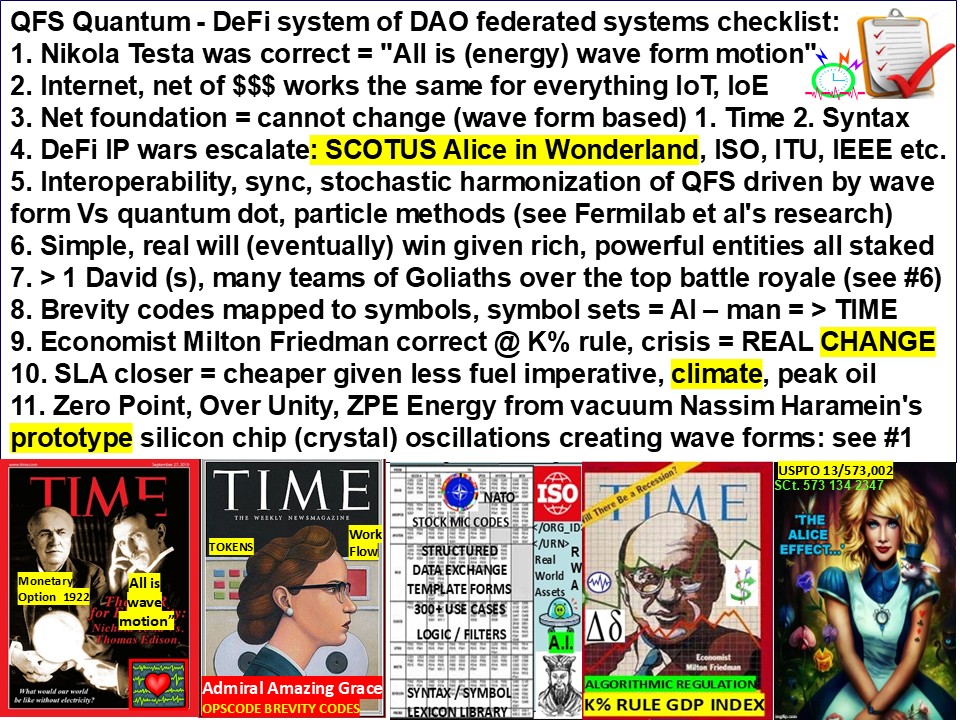 QFS Quantum - DeFi system of DAO federated systems checklist:
1. Nikola Testa was correct = "All is (energy) wave form motion"
2. Internet, net of $$$ works the same for everything IoT, IoE
3. Net foundation = cannot change (wave form based) 1. Time 2. Syntax
4. DeFi IP wars escalate: SCOTUS Alice in Wonderland, ISO, ITU, IEEE etc.
5. Interoperability, sync, stochastic harmonization of QFS driven by wave
form Vs quantum dot, particle methods (see Fermilab et al's research)
6. Simple, real will (eventually) win given rich, powerful entities all staked
7. > 1 David (s), many teams of Goliaths over the top battle royale (see #6)
8. Brevity codes mapped to symbols, symbol sets = AI – man = > TIME
9. Economist Milton Friedman correct @ K% rule, crisis = REAL CHANGE
10. SLA closer = cheaper given less fuel imperative, climate, peak oil
11. Zero Point, Over Unity, ZPE Energy from vacuum Nassim Haramein's
prototype silicon chip (crystal) oscillations creating wave forms: see #1
TIME
Monetary
Option 1922
All is
wave
motion"
Thomas Edison.
What would our world
be like without electricity?
TIME
THE WEEKLY NEWSMAGAZINE
TOKENS
Work
Flow
Admiral Amazing Grace
OPSCODE BREVITY CODES
NATO
STOCK MIC CODES
STRUCTURED
DATA EXCHANGE
TEMPLATE FORMS
300+ USE CASES
LOGIC / FILTERS
SYNTAX / SYMBOL
LEXICON LIBRARY
ISO
</ORG_ID>
</URN>
Real
World
Assets
R
W
A
A.I.
Will There Be a Recession?
TIME
$
Δδ
Economist
Milton Friedman
ALGORITHMIC REGULATION
K% RULE GDP INDEX
USPTO 13/573,002
SCt. 573 134 2347
'THE
ALICE
EFFECT...'
imgflip.com